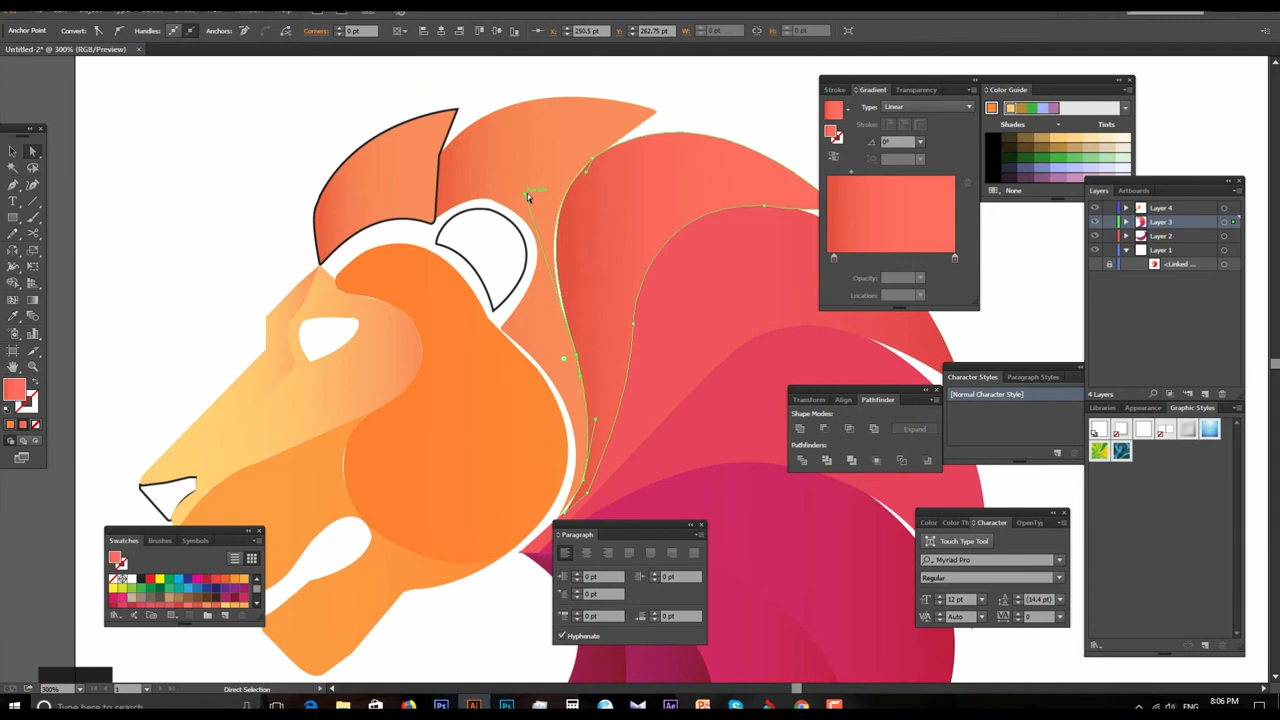 Anchor Point Convert: Handles: Anchors: Corners: 0 pt X: 250.5 pt Y: 262.75 pt W: 0 pt H: 0 pt
Untitled-2* @ 300% (RGB/Preview) ×
Stroke Gradient Transparency
Type: Linear
Stroke:
0°
Opacity:
Location:
Color Guide
Shades Tints
None
Layers Artboards
Layer 4
Layer 3
Layer 2
Layer 1
<Linked ...
4 Layers
Libraries Appearance Graphic Styles
Character Styles Paragraph Styles
[Normal Character Style]
Transform Align Pathfinder
Shape Modes:
Expand
Pathfinders:
Color Color Th Character OpenTyp
Touch Type Tool
Myriad Pro
Regular
12 pt (14.4 pt)
Auto 0
Paragraph
0 pt 0 pt
0 pt
0 pt 0 pt
Hyphenate
Swatches Brushes Symbols
300% 1 Direct Selection
8:06 PM